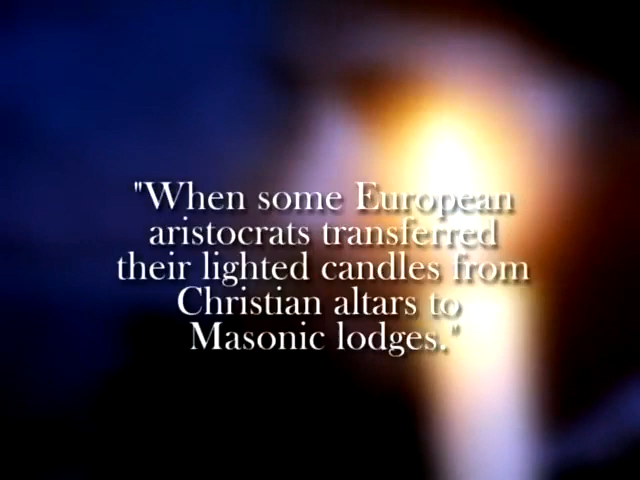 "When some European
aristocrats transferred
their lighted candles from
Christian altars to
Masonic lodges."